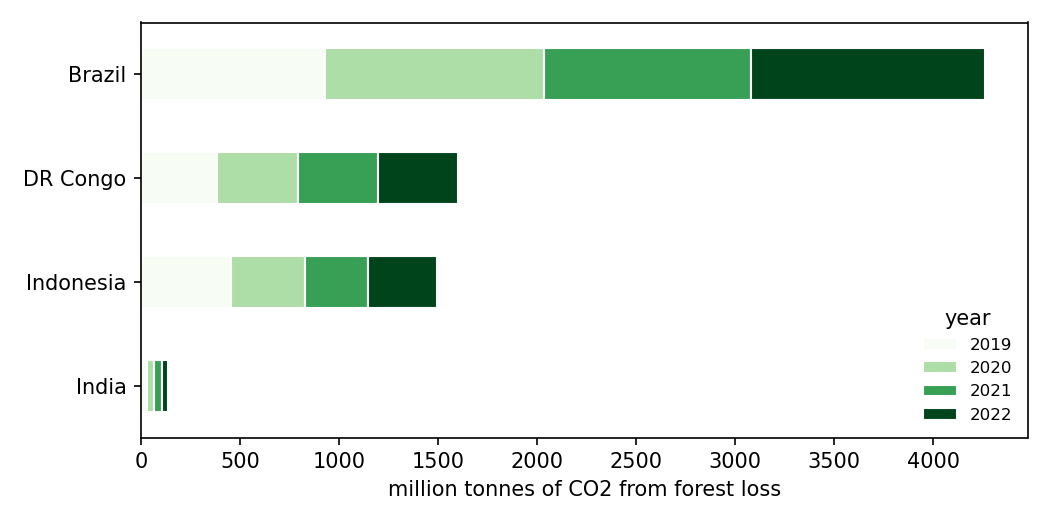 Brazil
DR Congo
Indonesia
India
year
2019
2020
2021
2022
0 500 1000 1500 2000 2500 3000 3500 4000
million tonnes of CO2 from forest loss